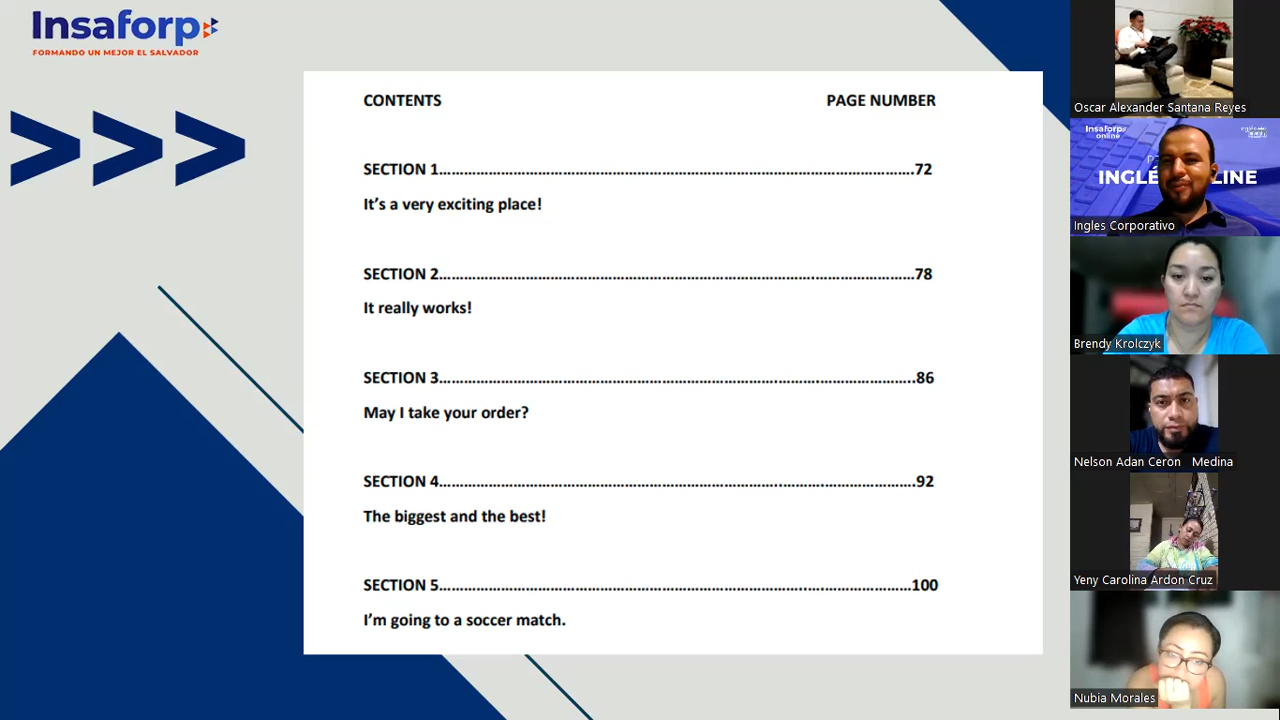 Insaforp
FORMANDO UN MEJOR EL SALVADOR
CONTENTS PAGE NUMBER
SECTION 1........................................................72
It's a very exciting place!
SECTION 2........................................................78
It really works!
SECTION 3........................................................86
May I take your order?
SECTION 4........................................................92
The biggest and the best!
SECTION 5........................................................100
I'm going to a soccer match.
Oscar Alexander Santana Reyes
Insaforp
online
Ingles Corporativo
Brendy Krolczyk
Nelson Adan Ceron Medina
Yeny Carolina Ardon Cruz
Nubia Morales